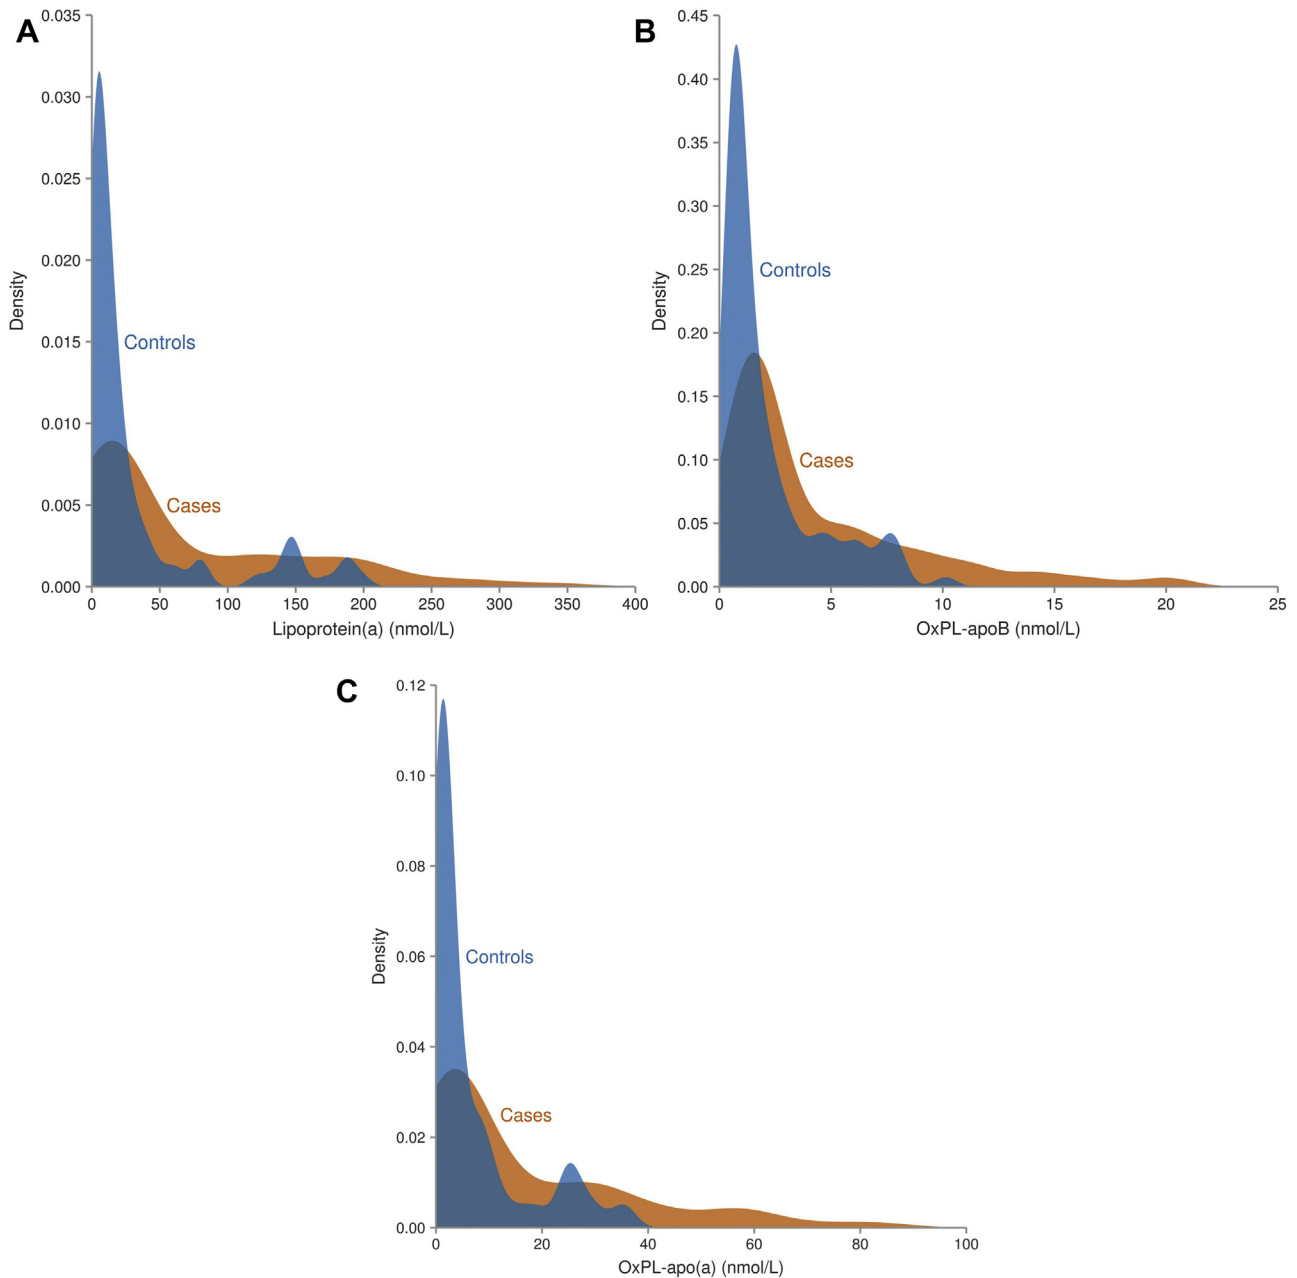 A
0.035
0.030
0.025
0.020
0.015
0.010
0.005
0.000
Density
Controls
Cases
0 50 100 150 200 250 300 350 400
Lipoprotein(a) (nmol/L)
B
0.45
0.40
0.35
0.30
0.25
0.20
0.15
0.10
0.05
0.00
Density
Controls
Cases
0 5 10 15 20 25
OxPL-apoB (nmol/L)
C
0.12
0.10
0.08
0.06
0.04
0.02
0.00
Density
Controls
Cases
0 20 40 60 80 100
OxPL-apo(a) (nmol/L)